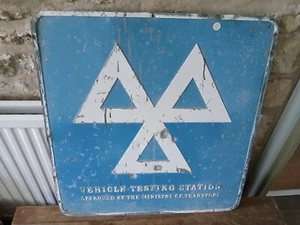 VEHICLE TESTING STATION
APPROVED BY THE MINISTRY OF TRANSPORT